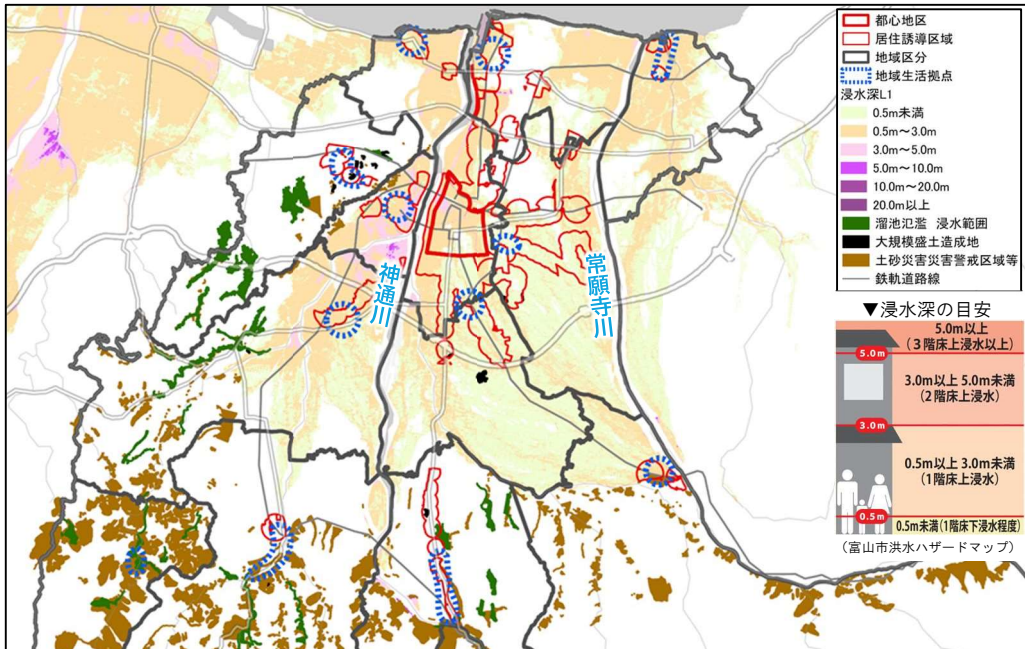 都心地区
居住誘導区域
地域区分
地域生活拠点
浸水深L1
0.5m未満
0.5m～3.0m
3.0m～5.0m
5.0m～10.0m
10.0m～20.0m
20.0m以上
溜池氾濫 浸水範囲
大規模盛土造成地
土砂災害災害警戒区域等
鉄軌道路線
神通川
常願寺川
▼浸水深の目安
5.0m以上
（3階床上浸水以上）
5.0m
3.0m以上 5.0m未満
（2階床上浸水）
3.0m
0.5m以上 3.0m未満
（1階床上浸水）
0.5m
0.5m未満（1階床下浸水程度）
（富山市洪水ハザードマップ）